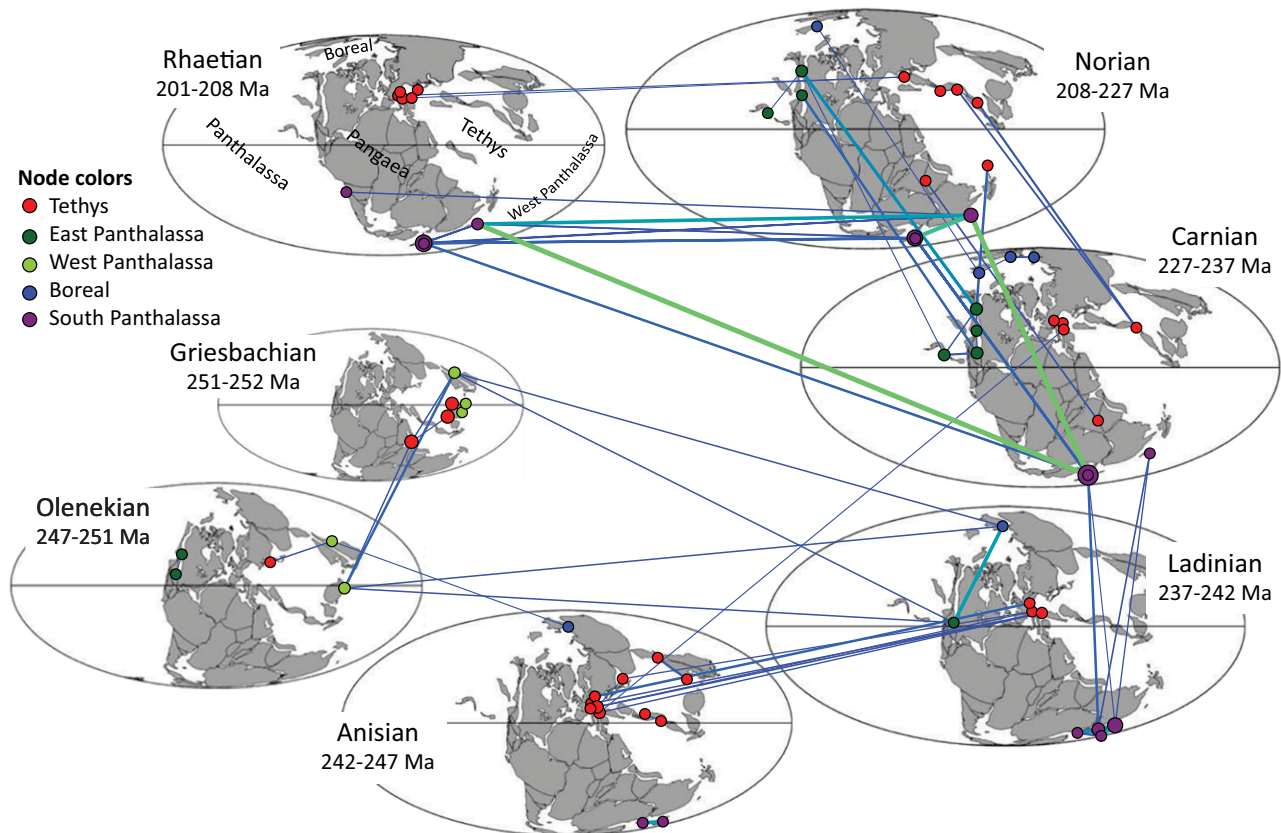 Rhaetian
201-208 Ma
Boreal
Panthalassa
Pangaea
Tethys
West Panthalassa
Norian
208-227 Ma
Node colors
Tethys
East Panthalassa
West Panthalassa
Boreal
South Panthalassa
Carnian
227-237 Ma
Griesbachian
251-252 Ma
Olenekian
247-251 Ma
Ladinian
237-242 Ma
Anisian
242-247 Ma